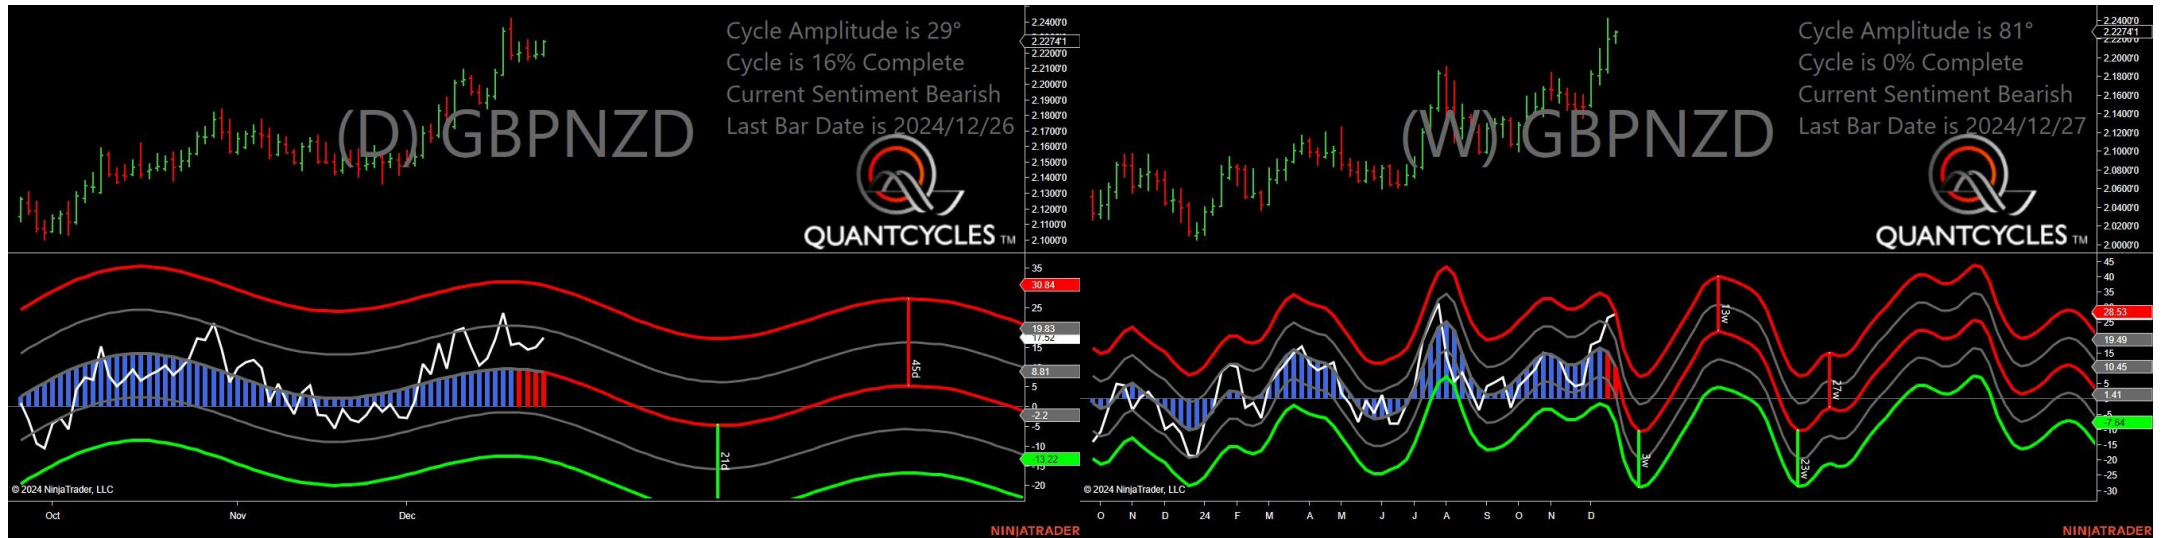 Cycle Amplitude is 29°
Cycle is 16% Complete
Current Sentiment Bearish
Last Bar Date is 2024/12/26
(D) GBPNZD
QUANTCYCLES TM
2.2400'0
2.2274'1
2.2200'0
2.2100'0
2.2000'0
2.1900'0
2.1800'0
2.1700'0
2.1600'0
2.1500'0
2.1400'0
2.1300'0
2.1200'0
2.1100'0
2.1000'0
35
30.84
25
19.83
17.52
15
8.81
5
0
-2.2
-5
-10
-13.22
-15
-20
45d
21d
© 2024 NinjaTrader, LLC
Oct Nov Dec
NINJATRADER
Cycle Amplitude is 81°
Cycle is 0% Complete
Current Sentiment Bearish
Last Bar Date is 2024/12/27
(W) GBPNZD
QUANTCYCLES TM
2.2400'0
2.2274'1
2.2200'0
2.2000'0
2.1800'0
2.1600'0
2.1400'0
2.1200'0
2.1000'0
2.0800'0
2.0600'0
2.0400'0
2.0200'0
2.0000'0
45
40
35
28.53
25
19.49
15
10.45
5
1.41
-5
-7.64
-10
-15
-20
-25
-30
13w
27w
3w
23w
© 2024 NinjaTrader, LLC
O N D 24 F M A M J J A S O N D
NINJATRADER